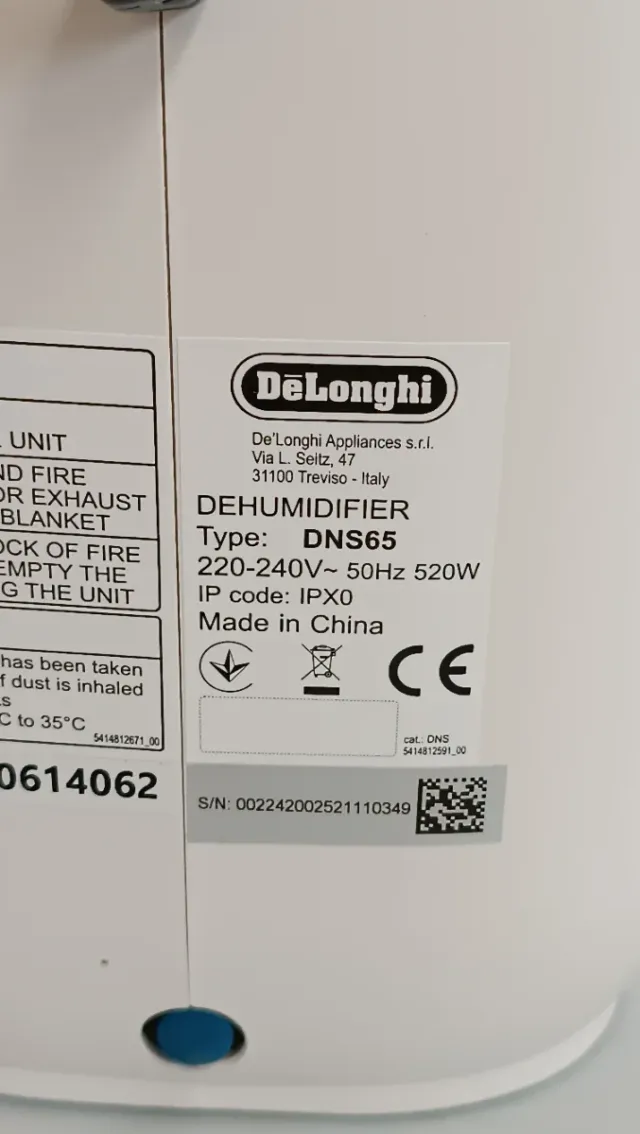 UNIT
ND FIRE
OR EXHAUST
BLANKET
OCK OF FIRE
EMPTY THE
G THE UNIT
has been taken
f dust is inhaled
s
C to 35°C
5414812671_00
0614062
DeLonghi
De'Longhi Appliances s.r.l.
Via L. Seitz, 47
31100 Treviso - Italy
DEHUMIDIFIER
Type: DNS65
220-240V~ 50Hz 520W
IP code: IPX0
Made in China
CE
cat.: DNS
5414812591_00
S/N: 002242002521110349